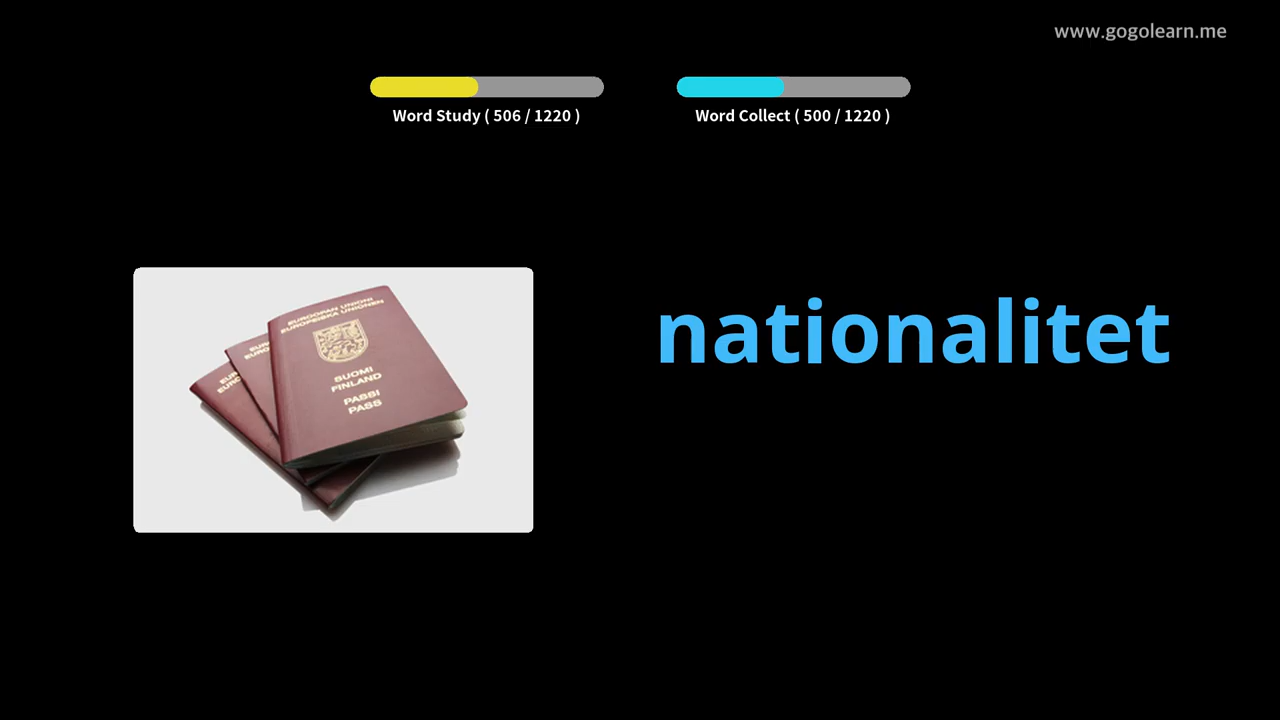 www.gogolearn.me
Word Study ( 506 / 1220 )
Word Collect ( 500 / 1220 )
nationalitet
EUROOPAN UNIONI
EUROPEISKA UNIONEN
SUOMI
FINLAND
PASSI
PASS